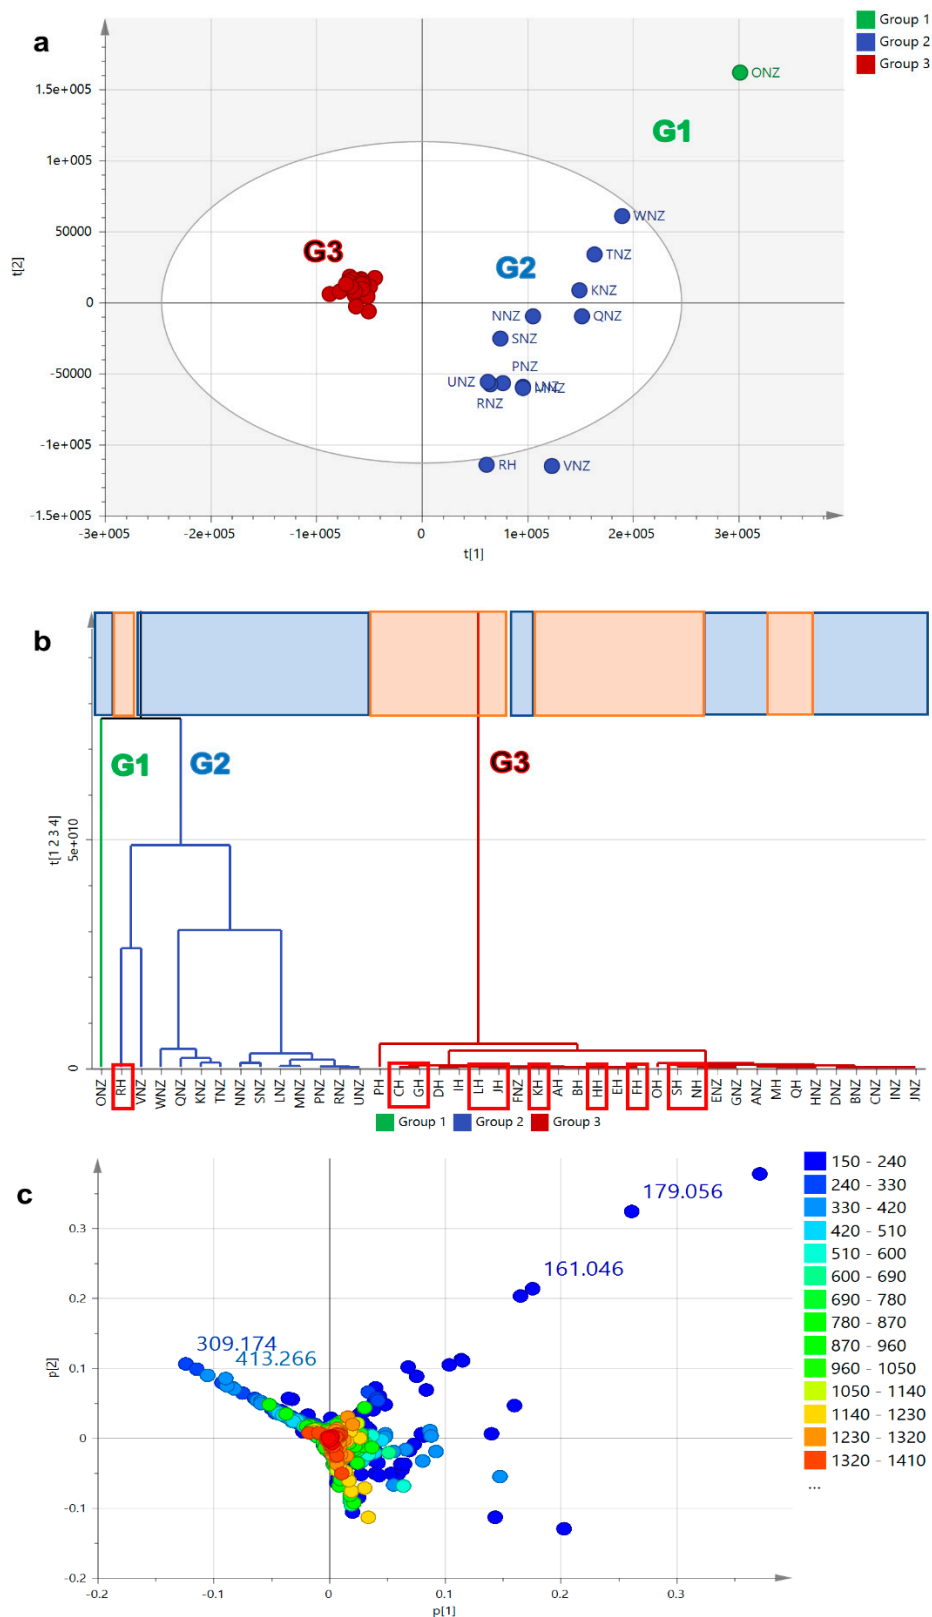 a
Group 1
Group 2
Group 3
ONZ
1.5e+005
G1
1e+005
WNZ
50000
G3
TNZ
G2
t[2]
KNZ
0
NNZ
QNZ
SNZ
PNZ
-50000
UNZ
MNZ
RNZ
-1e+005
RH
VNZ
-1.5e+005
-3e+005 -2e+005 -1e+005 0 1e+005 2e+005 3e+005
t[1]
b
G1 G2 G3
t[1 2 3 4]
5e+010
0
ONZ RH VNZ WNZ QNZ KNZ TNZ NNZ SNZ LNZ MNZ PNZ RNZ UNZ PH CH GH DH IH LH JH FNZ KH AH BH HH EH FH OH SH NH ENZ GNZ ANZ MH QH HNZ DNZ BNZ CNZ INZ JNZ
Group 1 Group 2 Group 3
c
179.056
161.046
309.174
413.266
0.3
0.2
0.1
p[2]
0
-0.1
-0.2
-0.2 -0.1 0 0.1 0.2 0.3
p[1]
150 - 240
240 - 330
330 - 420
420 - 510
510 - 600
600 - 690
690 - 780
780 - 870
870 - 960
960 - 1050
1050 - 1140
1140 - 1230
1230 - 1320
1320 - 1410
...